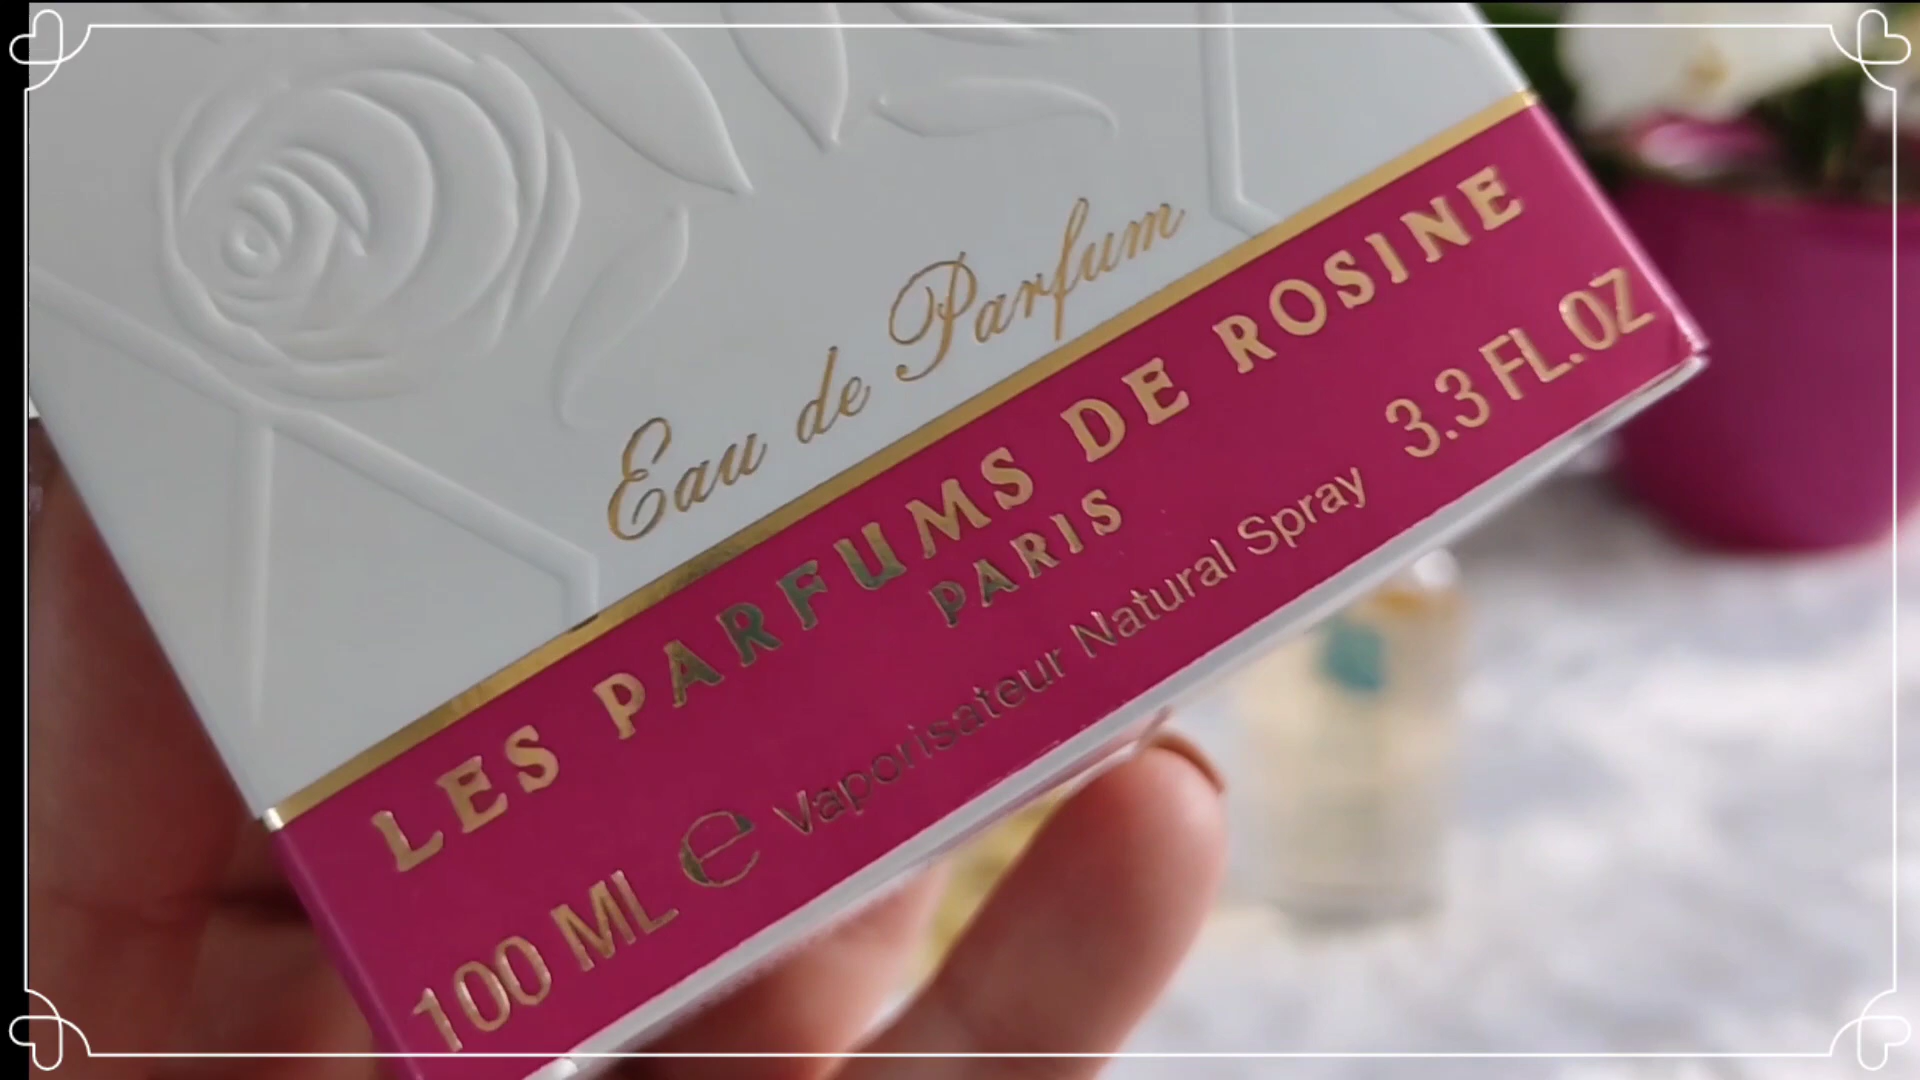 Eau de Parfum
LES PARFUMS DE ROSINE
PARIS
100 ML ℮ Vaporisateur Natural Spray 3.3 FL.OZ